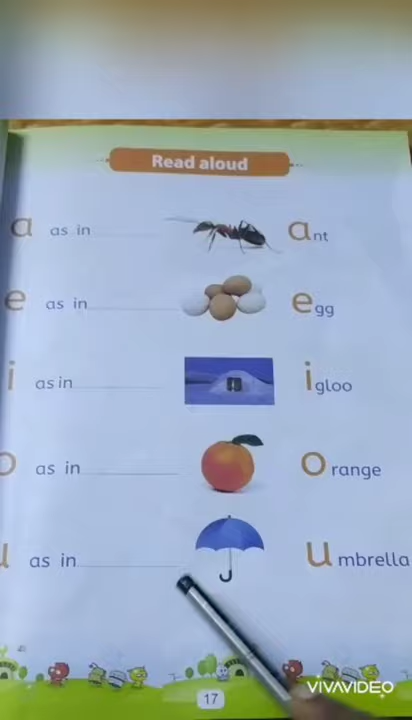 Read aloud
a as in ant
e as in egg
i as in igloo
o as in orange
u as in umbrella
17
VIVAVIDEO